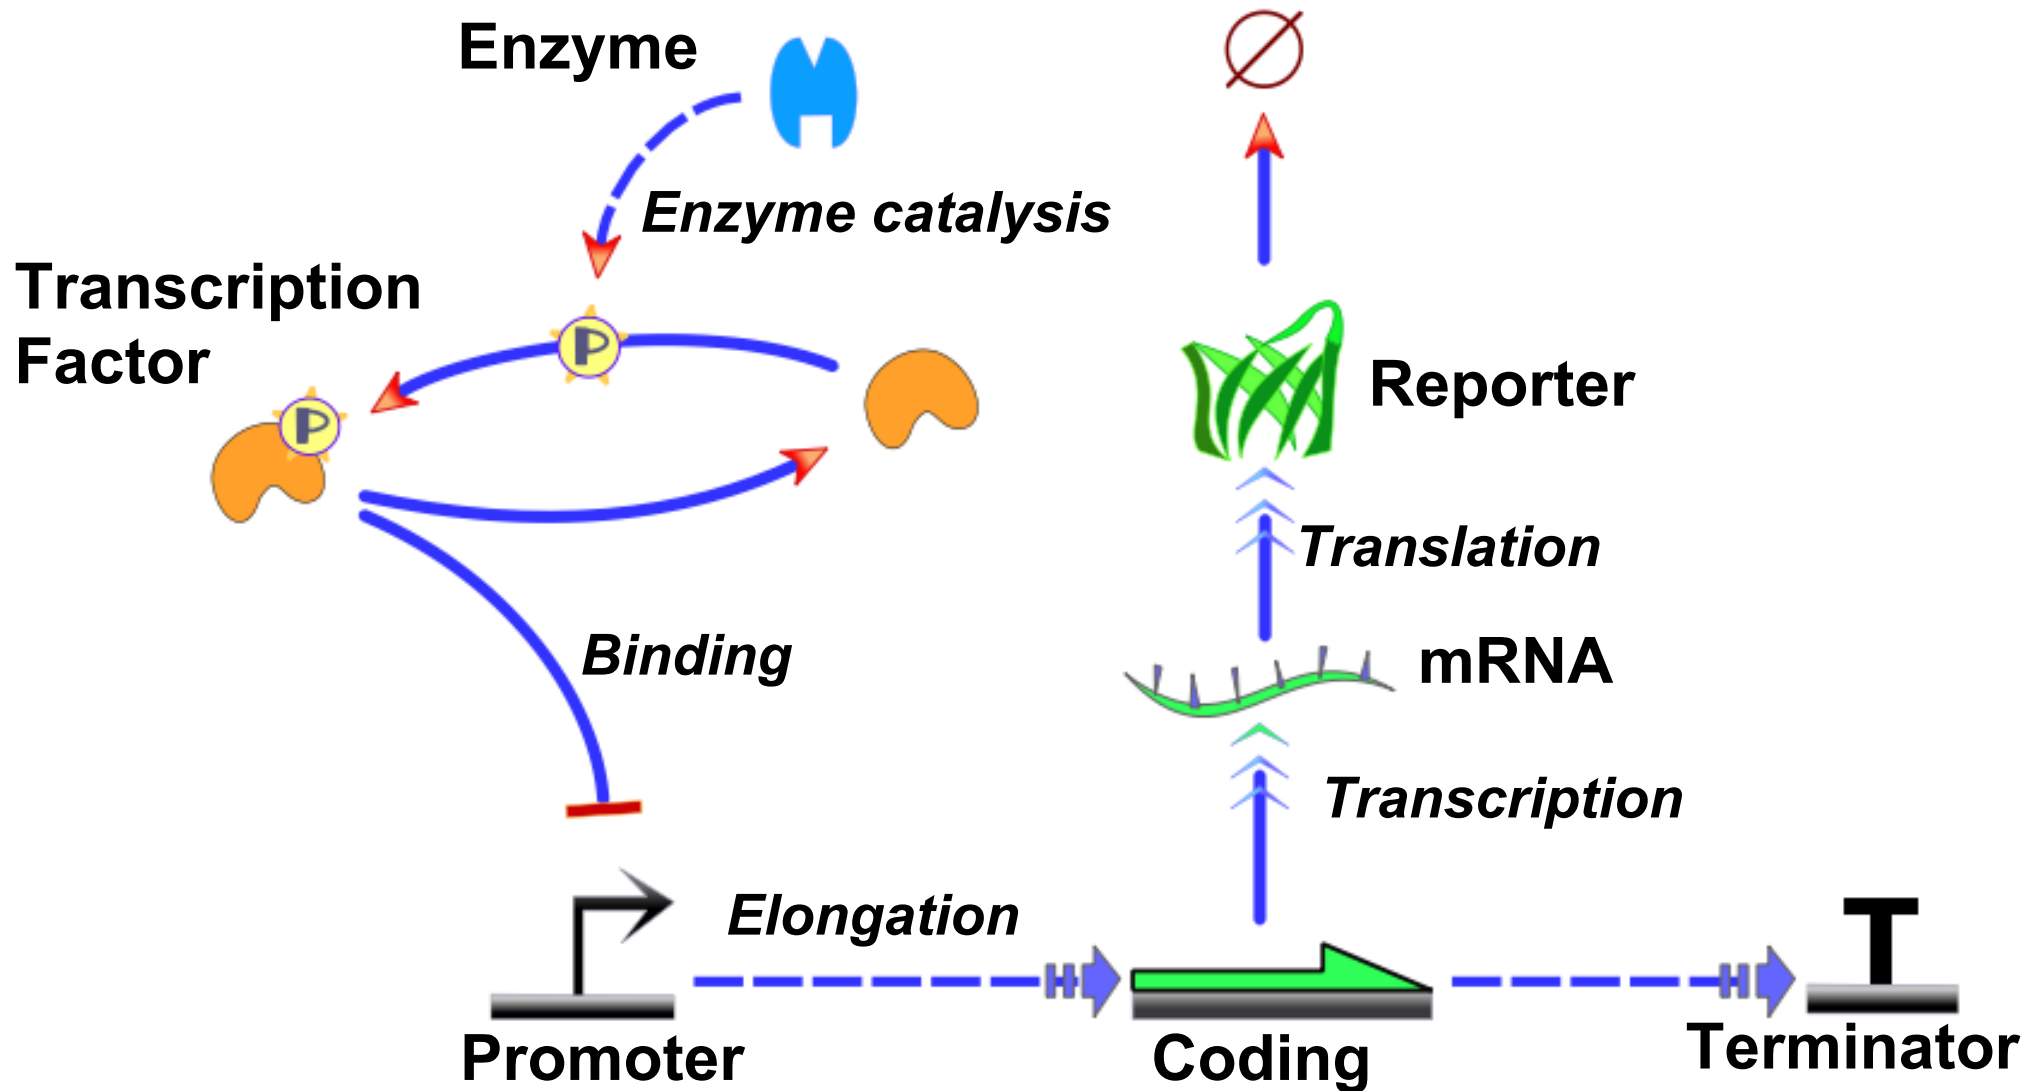 Enzyme
Enzyme catalysis
Transcription
Factor
P
P
Reporter
Translation
Binding
mRNA
Transcription
Elongation
Promoter
Coding
Terminator